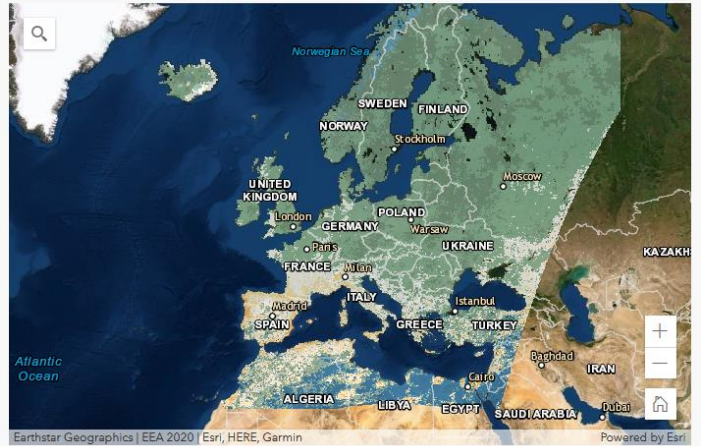 Norwegian Sea
SWEDEN
FINLAND
NORWAY
Stockholm
Moscow
UNITED
KINGDOM
London
POLAND
GERMANY
Warsaw
Paris
UKRAINE
FRANCE
Milan
KAZAKH
ITALY
Istanbul
Madrid
SPAIN
GREECE
TURKEY
Atlantic
Ocean
Baghdad
IRAN
Cairo
ALGERIA
LIBYA
EGYPT
SAUDI ARABIA
Dubai
Earthstar Geographics | EEA 2020 | Esri, HERE, Garmin
Powered by Esri